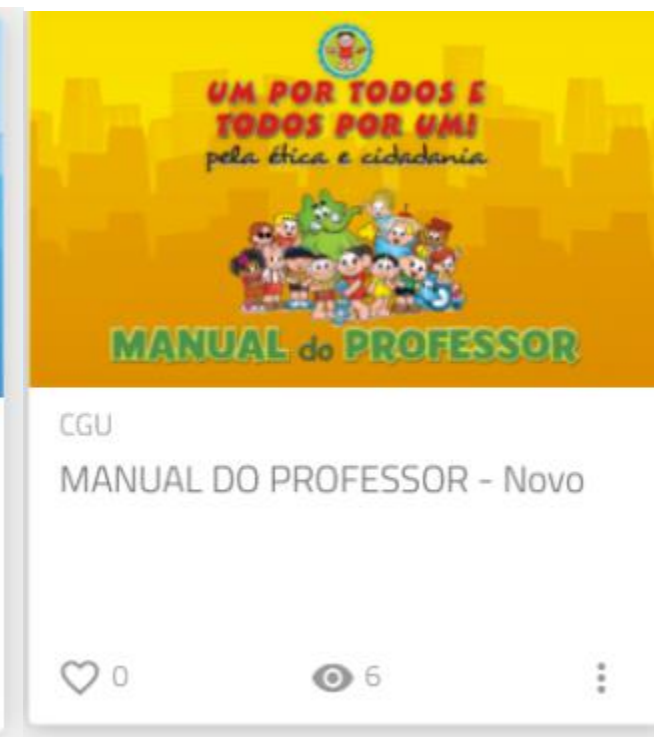 UM POR TODOS E
TODOS POR UM!
pela ética e cidadania
MANUAL do PROFESSOR
CGU
MANUAL DO PROFESSOR - Novo
0
6